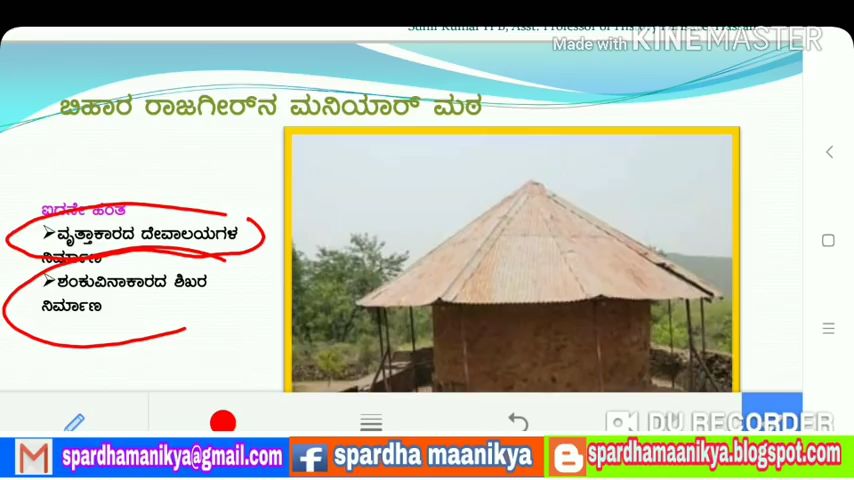 Made with KINEMASTER
ಬಿಹಾರ ರಾಜಗೀರ್‌ನ ಮನಿಯಾರ್ ಮಠ
ಐದನೇ ಹಂತ
➤ವೃತ್ತಾಕಾರದ ದೇವಾಲಯಗಳ
ನಿರ್ಮಾಣ
➤ಶಂಕುವಿನಾಕಾರದ ಶಿಖರ
ನಿರ್ಮಾಣ
DU RECORDER
spardhamanikya@gmail.com
spardha maanikya
spardhamaanikya.blogspot.com